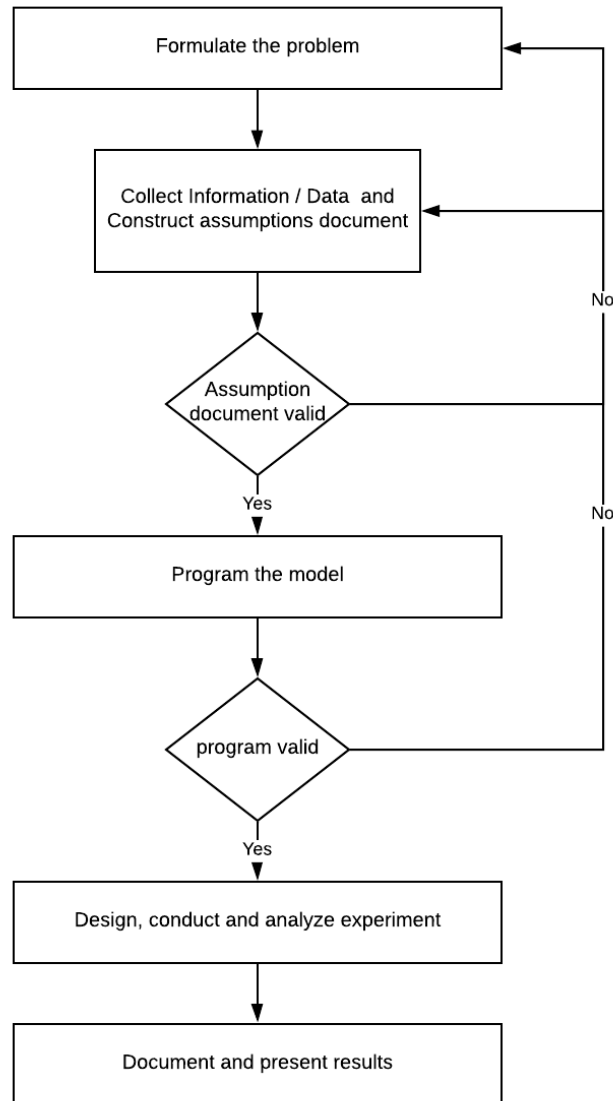 Formulate the problem
Collect Information / Data  and
Construct assumptions document
No
Assumption
document valid
Yes
No
Program the model
program valid
Yes
Design, conduct and analyze experiment
Document and present results